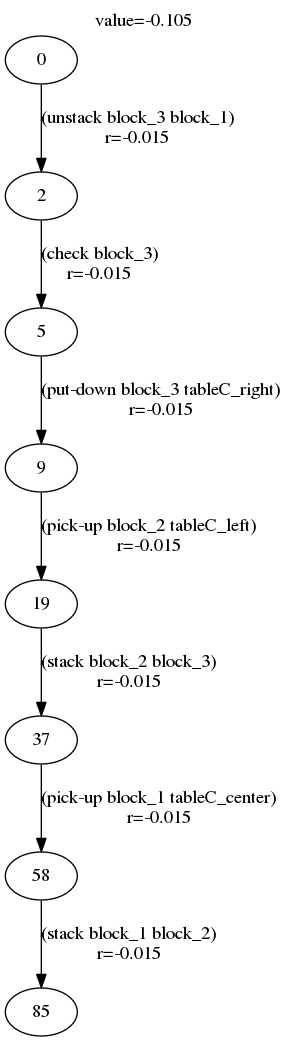 value=-0.105
0
(unstack block_3 block_1)
r=-0.015
2
(check block_3)
r=-0.015
5
(put-down block_3 tableC_right)
r=-0.015
9
(pick-up block_2 tableC_left)
r=-0.015
19
(stack block_2 block_3)
r=-0.015
37
(pick-up block_1 tableC_center)
r=-0.015
58
(stack block_1 block_2)
r=-0.015
85